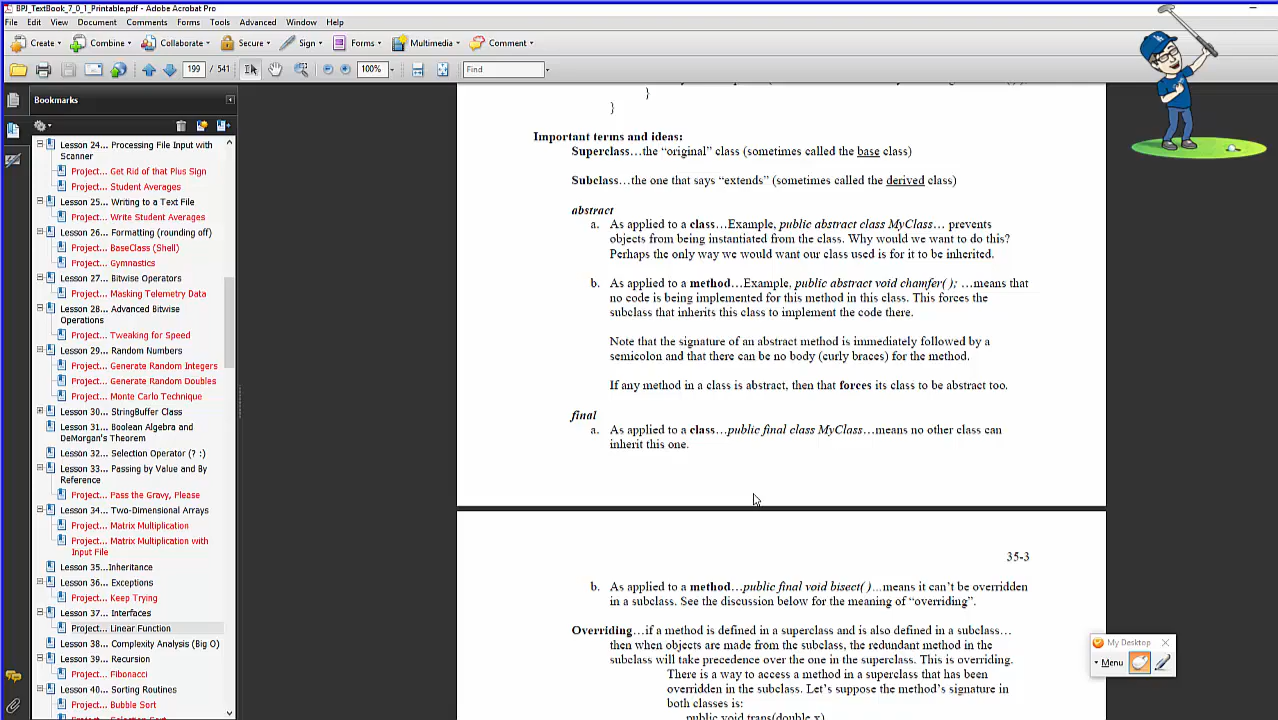 BPI_TextBook_7_0_1_Printable.pdf - Adobe Acrobat Pro
File Edit View Document Comments Forms Tools Advanced Window Help
Create Combine Collaborate Secure Sign Forms Multimedia Comment
199 / 541 100% Find
Bookmarks
Lesson 24... Processing File Input with
Scanner
Project... Get Rid of that Plus Sign
Project... Student Averages
Lesson 25... Writing to a Text File
Project... Write Student Averages
Lesson 26... Formatting (rounding off)
Project... BaseClass (Shell)
Project... Gymnastics
Lesson 27... Bitwise Operators
Project... Masking Telemetry Data
Lesson 28... Advanced Bitwise
Operations
Project... Tweaking for Speed
Lesson 29... Random Numbers
Project... Generate Random Integers
Project... Generate Random Doubles
Project... Monte Carlo Technique
Lesson 30... StringBuffer Class
Lesson 31... Boolean Algebra and
DeMorgan's Theorem
Lesson 32... Selection Operator (? :)
Lesson 33... Passing by Value and By
Reference
Project... Pass the Gravy, Please
Lesson 34... Two-Dimensional Arrays
Project... Matrix Multiplication
Project... Matrix Multiplication with
Input File
Lesson 35...Inheritance
Lesson 36... Exceptions
Project... Keep Trying
Lesson 37... Interfaces
Project... Linear Function
Lesson 38... Complexity Analysis (Big O)
Lesson 39... Recursion
Project... Fibonacci
Lesson 40... Sorting Routines
Project... Bubble Sort
}
}
Important terms and ideas:
Superclass…the “original” class (sometimes called the base class)
Subclass…the one that says “extends” (sometimes called the derived class)
abstract
a. As applied to a class…Example, public abstract class MyClass… prevents
objects from being instantiated from the class. Why would we want to do this?
Perhaps the only way we would want our class used is for it to be inherited.
b. As applied to a method…Example, public abstract void chamfer( ); …means that
no code is being implemented for this method in this class. This forces the
subclass that inherits this class to implement the code there.
Note that the signature of an abstract method is immediately followed by a
semicolon and that there can be no body (curly braces) for the method.
If any method in a class is abstract, then that forces its class to be abstract too.
final
a. As applied to a class…public final class MyClass…means no other class can
inherit this one.
35-3
b. As applied to a method…public final void bisect( )…means it can’t be overridden
in a subclass. See the discussion below for the meaning of “overriding”.
Overriding…if a method is defined in a superclass and is also defined in a subclass…
then when objects are made from the subclass, the redundant method in the
subclass will take precedence over the one in the superclass. This is overriding.
There is a way to access a method in a superclass that has been
overridden in the subclass. Let’s suppose the method’s signature in
both classes is:
public void trans(double x)
My Desktop
Menu